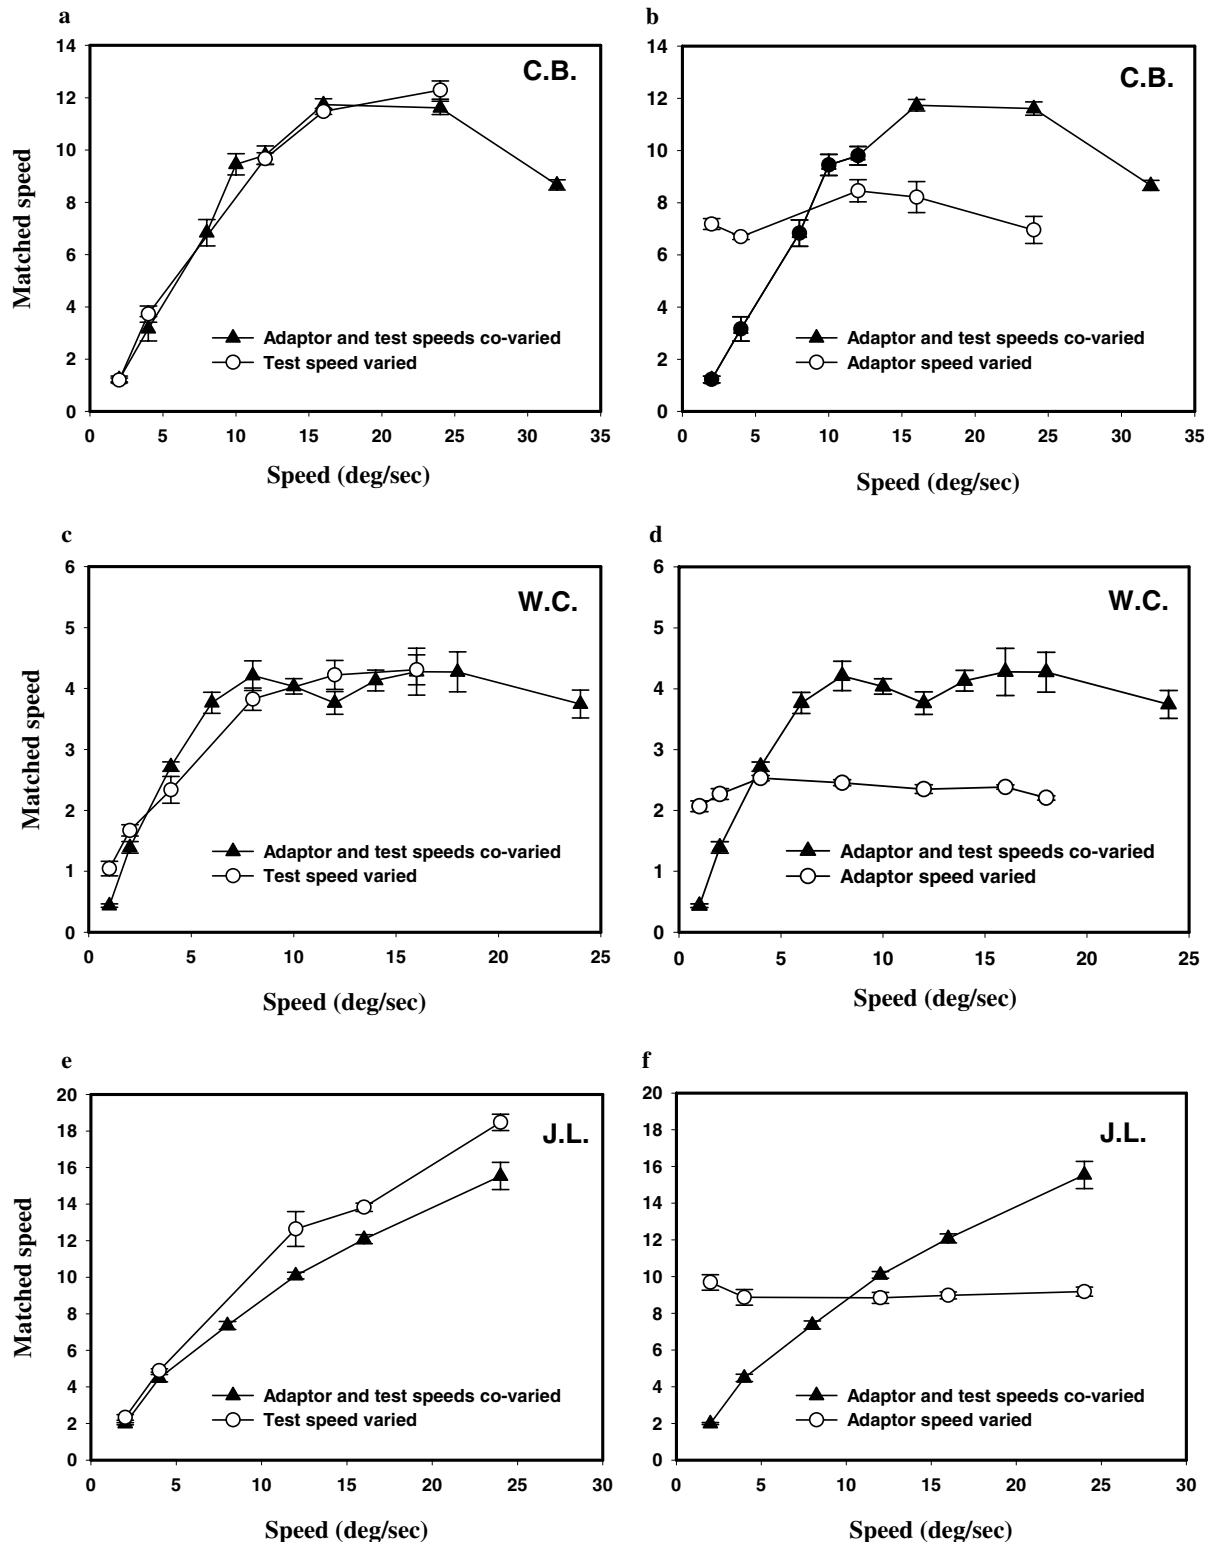 a
14
12
10
8
6
4
2
0
C.B.
Adaptor and test speeds co-varied
Test speed varied
0 5 10 15 20 25 30 35
Speed (deg/sec)
Matched speed
b
14
12
10
8
6
4
2
0
C.B.
Adaptor and test speeds co-varied
Adaptor speed varied
0 5 10 15 20 25 30 35
Speed (deg/sec)
c
6
5
4
3
2
1
0
W.C.
Adaptor and test speeds co-varied
Test speed varied
0 5 10 15 20 25
Speed (deg/sec)
Matched speed
d
6
5
4
3
2
1
0
W.C.
Adaptor and test speeds co-varied
Adaptor speed varied
0 5 10 15 20 25
Speed (deg/sec)
e
20
18
16
14
12
10
8
6
4
2
0
J.L.
Adaptor and test speeds co-varied
Test speed varied
0 5 10 15 20 25 30
Speed (deg/sec)
Matched speed
f
20
18
16
14
12
10
8
6
4
2
0
J.L.
Adaptor and test speeds co-varied
Adaptor speed varied
0 5 10 15 20 25 30
Speed (deg/sec)